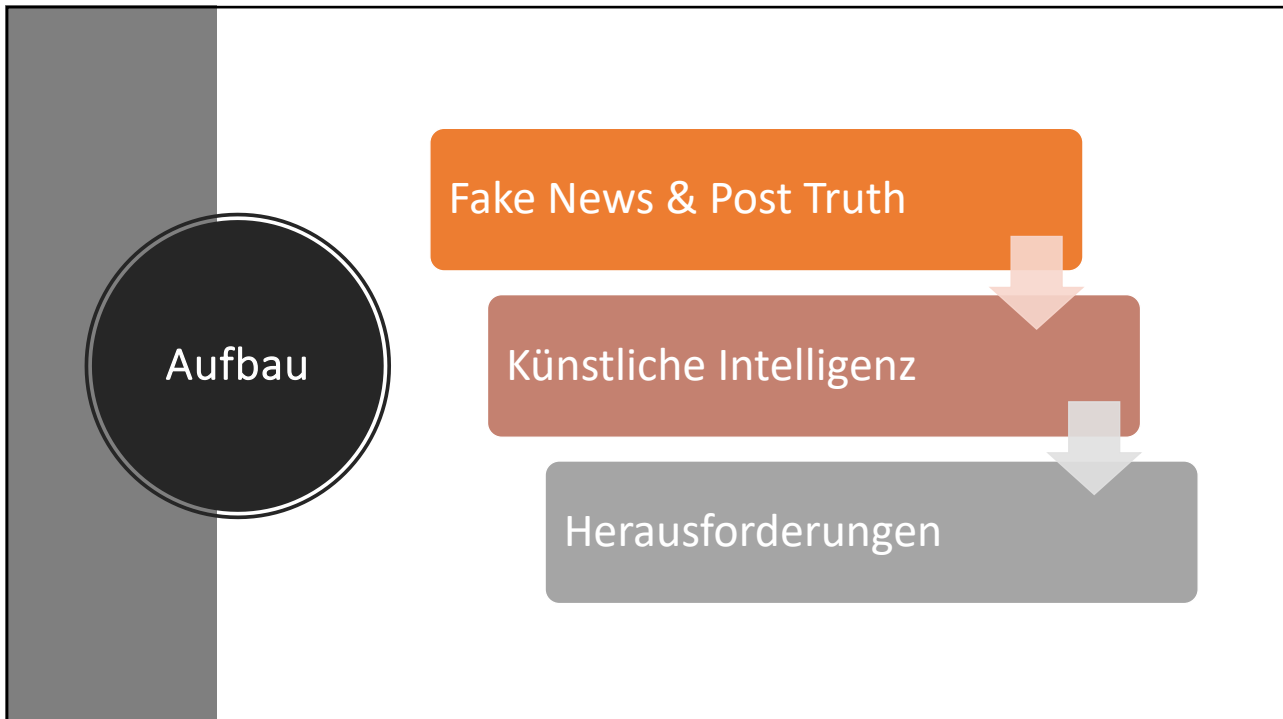 Aufbau
Fake News & Post Truth
Künstliche Intelligenz
Herausforderungen